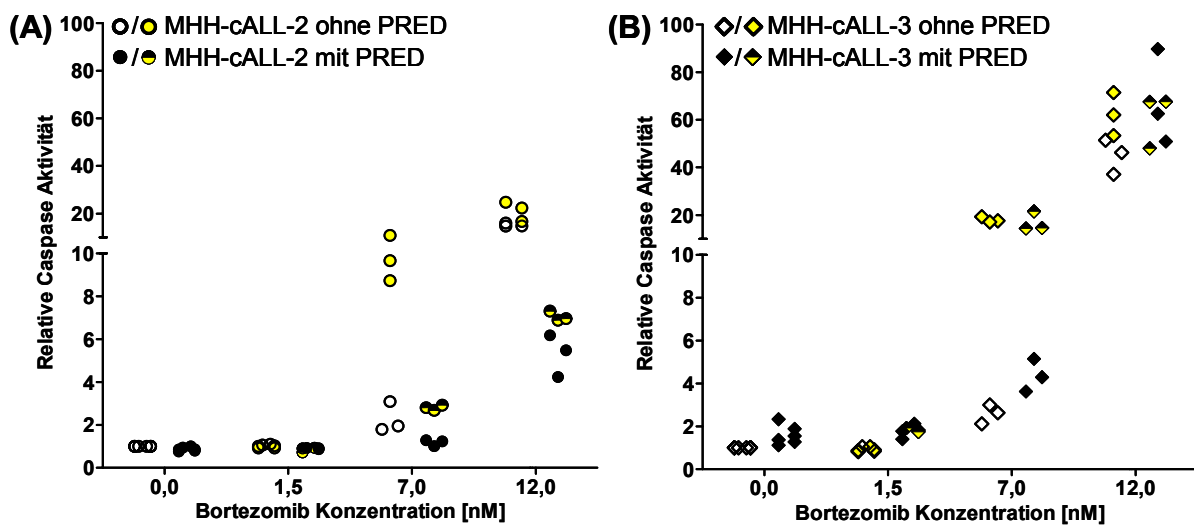 (A)
○/○ MHH-cALL-2 ohne PRED
●/◒ MHH-cALL-2 mit PRED
100
80
60
40
20
10
8
6
4
2
0
Relative Caspase Aktivität
0,0 1,5 7,0 12,0
Bortezomib Konzentration [nM]
(B)
◇/◇ MHH-cALL-3 ohne PRED
◆/◆ MHH-cALL-3 mit PRED
100
80
60
40
20
10
8
6
4
2
0
Relative Caspase Aktivität
0,0 1,5 7,0 12,0
Bortezomib Konzentration [nM]